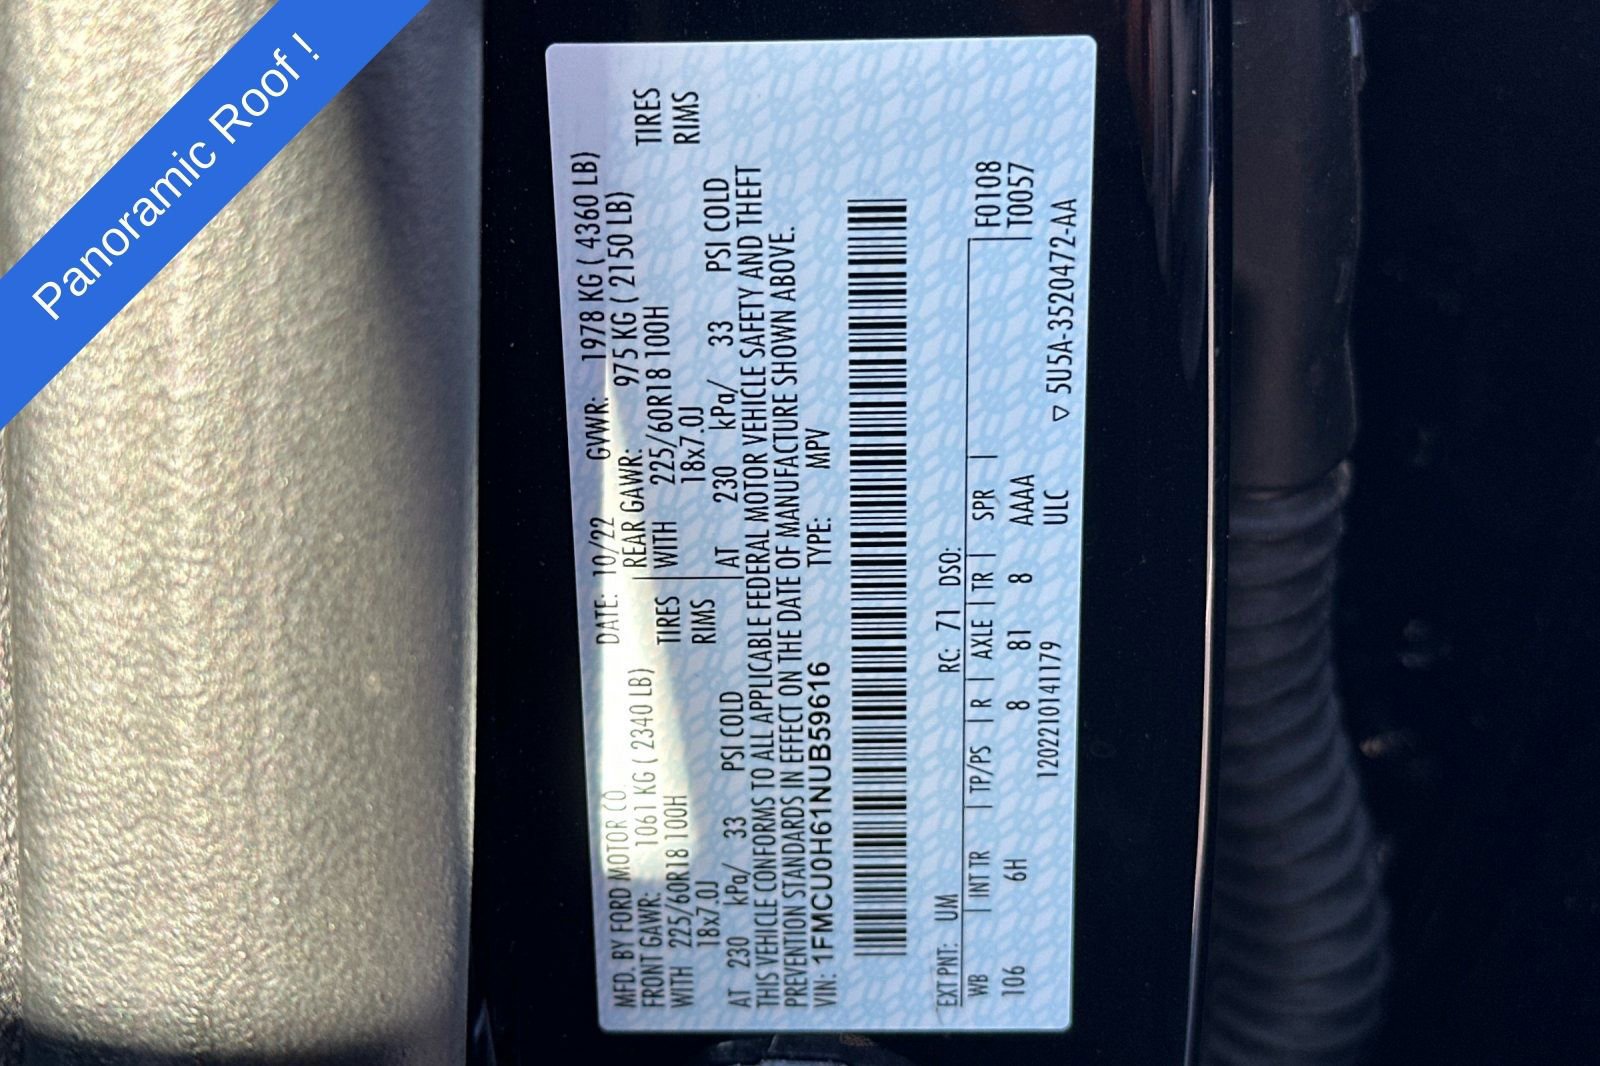 Panoramic Roof !
MFD. BY FORD MOTOR CO. DATE: 10/22 GVWR: 1978 KG ( 4360 LB)
FRONT GAWR: 1061 KG ( 2340 LB) REAR GAWR: 975 KG ( 2150 LB)
WITH 225/60R18 100H TIRES WITH 225/60R18 100H TIRES
18x7.0J RIMS 18x7.0J RIMS
AT 230 kPa/ 33 PSI COLD AT 230 kPa/ 33 PSI COLD
THIS VEHICLE CONFORMS TO ALL APPLICABLE FEDERAL MOTOR VEHICLE SAFETY AND THEFT
PREVENTION STANDARDS IN EFFECT ON THE DATE OF MANUFACTURE SHOWN ABOVE.
VIN: 1FMCU0H61NUB59616 TYPE: MPV
EXT PNT: UM RC: 71 DSO:
WB INT TR TP/PS R AXLE TR SPR F0108
106 6H 8 81 8 AAAA T0057
1202210141179 ULC ▽ 5U5A-3520472-AA